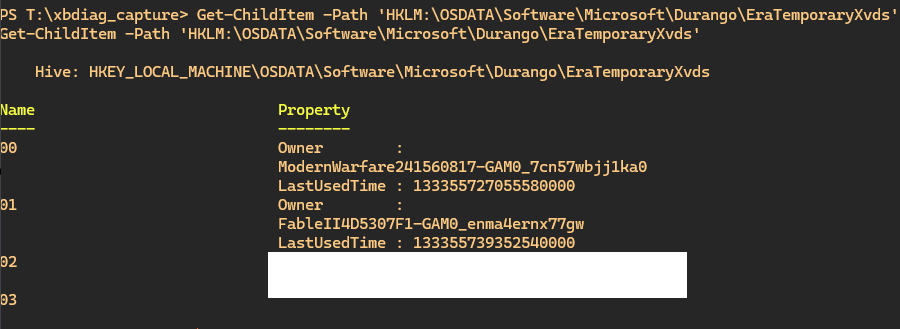 PS T:\xbdiag_capture> Get-ChildItem -Path 'HKLM:\OSDATA\Software\Microsoft\Durango\EraTemporaryXvds'
Get-ChildItem -Path 'HKLM:\OSDATA\Software\Microsoft\Durango\EraTemporaryXvds'
Hive: HKEY_LOCAL_MACHINE\OSDATA\Software\Microsoft\Durango\EraTemporaryXvds
Name Property
---- --------
00 Owner :
ModernWarfare241560817-GAM0_7cn57wbjj1ka0
LastUsedTime : 133355727055580000
01 Owner :
FableII4D5307F1-GAM0_enma4ernx77gw
LastUsedTime : 133355739352540000
02
03